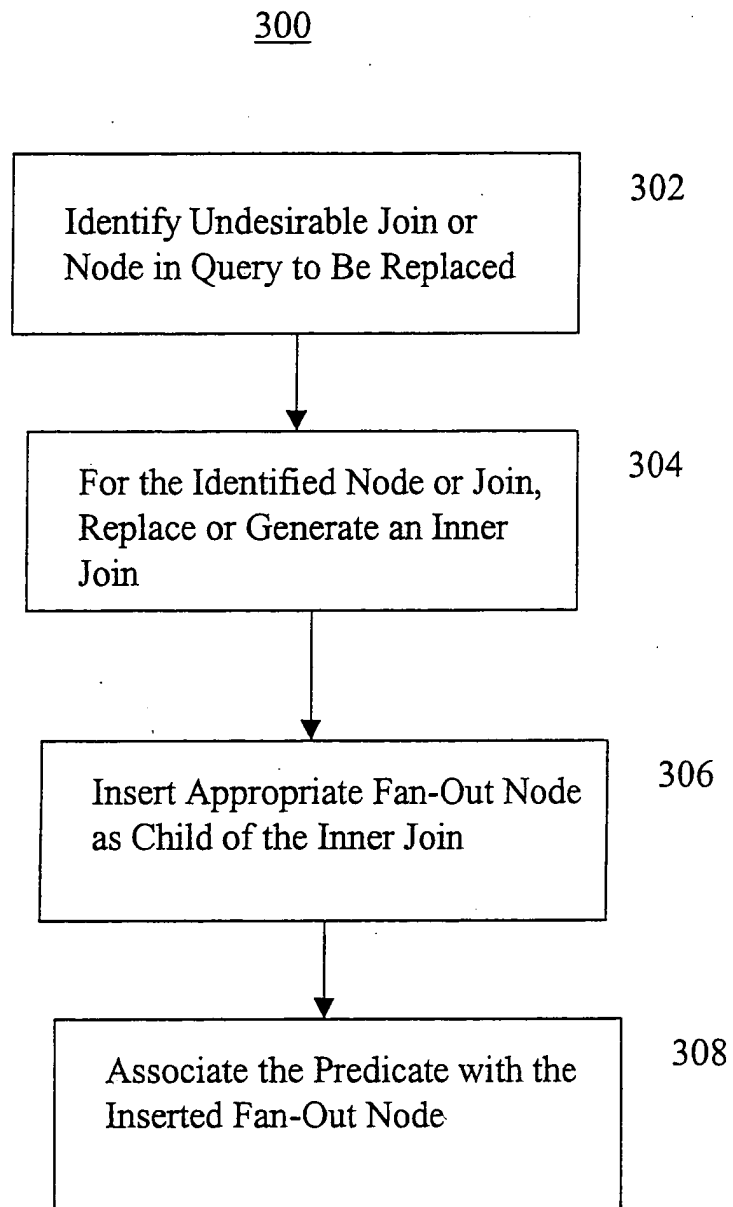 300
302
Identify Undesirable Join or
Node in Query to Be Replaced
304
For the Identified Node or Join,
Replace or Generate an Inner
Join
306
Insert Appropriate Fan-Out Node
as Child of the Inner Join
308
Associate the Predicate with the
Inserted Fan-Out Node